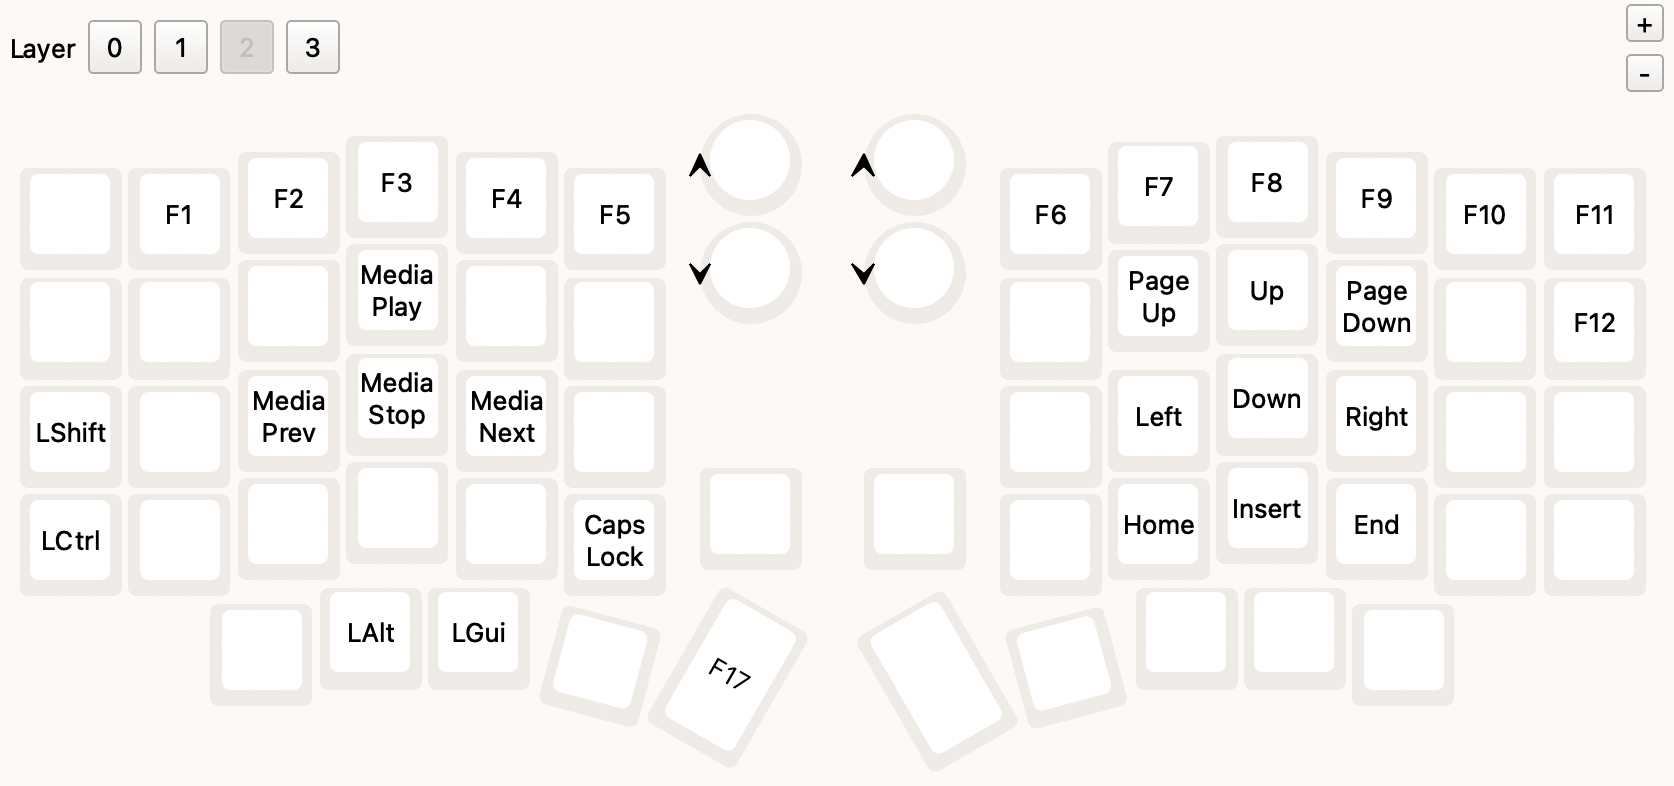 Layer 0 1 2 3
+
-
F1 F2 F3 F4 F5 F6 F7 F8 F9 F10 F11
Media
Play
Page
Up
Up
Page
Down
F12
LShift
Media
Prev
Media
Stop
Media
Next
Left
Down
Right
LCtrl
Caps
Lock
Home
Insert
End
LAlt
LGui
F17